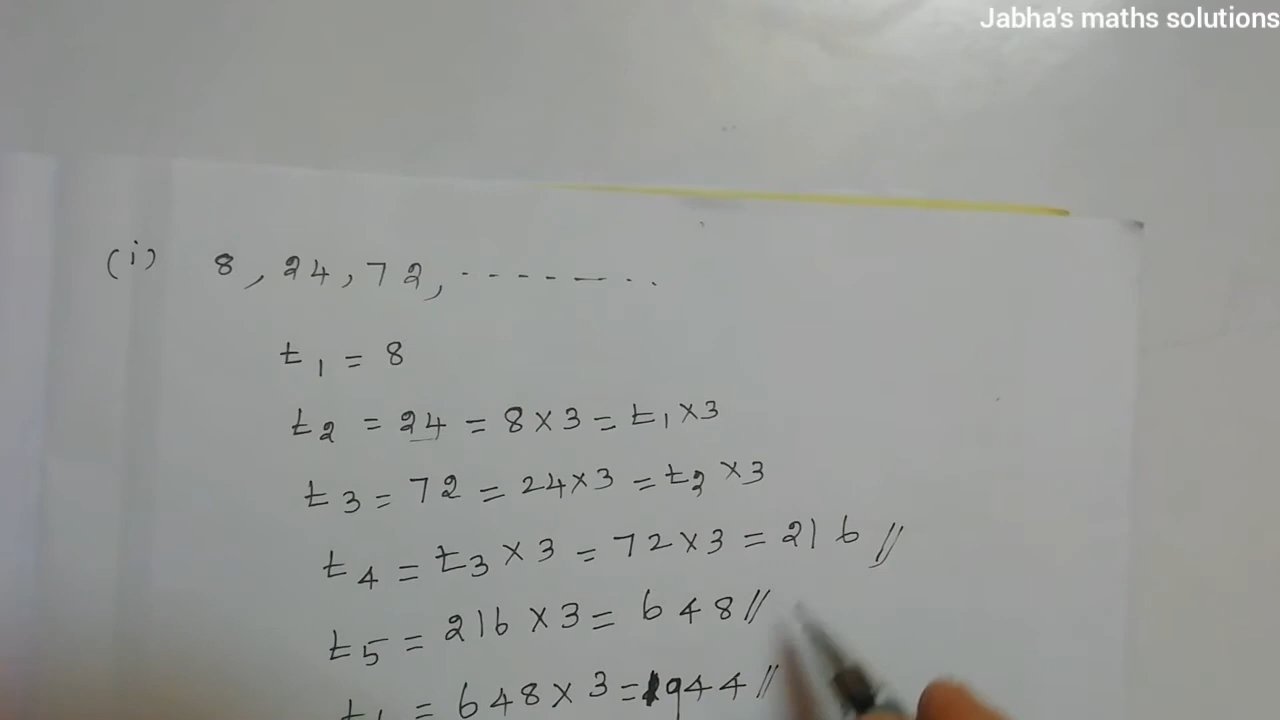 Jabha's maths solutions
(i) 8, 24, 72, ---------..
t1 = 8
t2 = 24 = 8×3 = t1×3
t3 = 72 = 24×3 = t2×3
t4 = t3×3 = 72×3 = 216 //
t5 = 216×3 = 648 //
= 648×3 = 1944 //